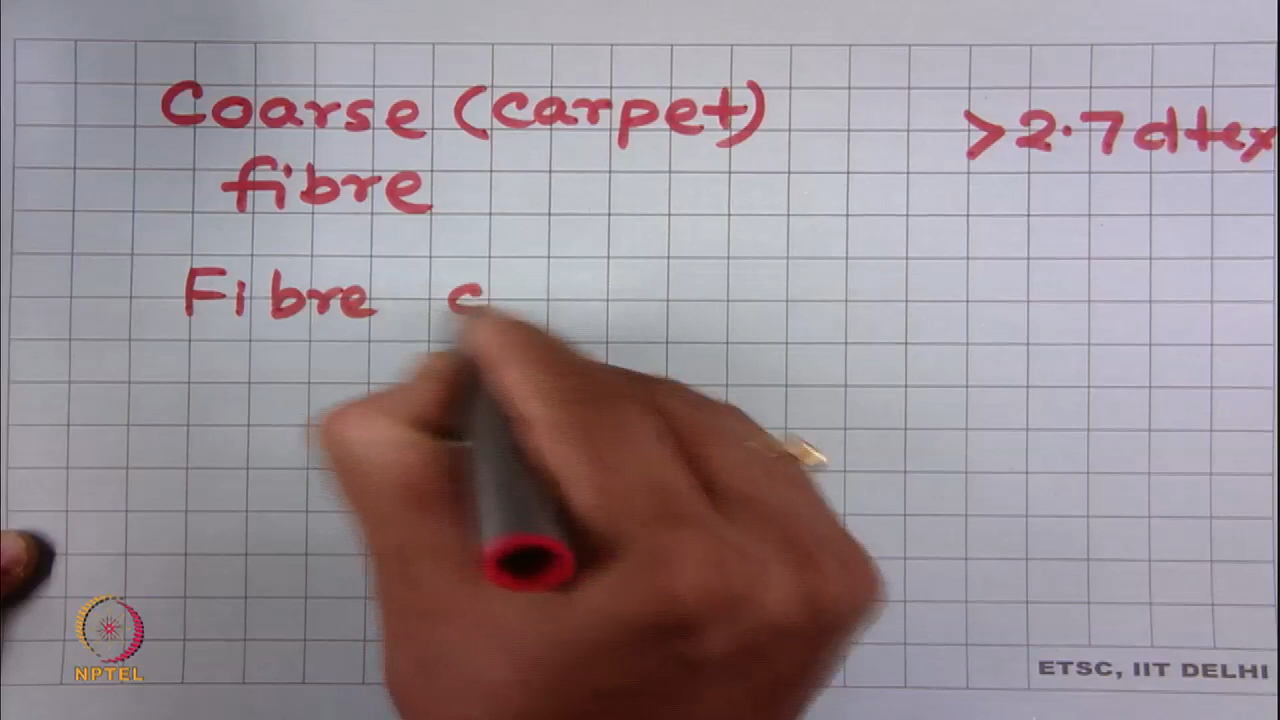 Coarse (carpet) >2.7 dtex
fibre
Fibre
NPTEL
ETSC, IIT DELHI